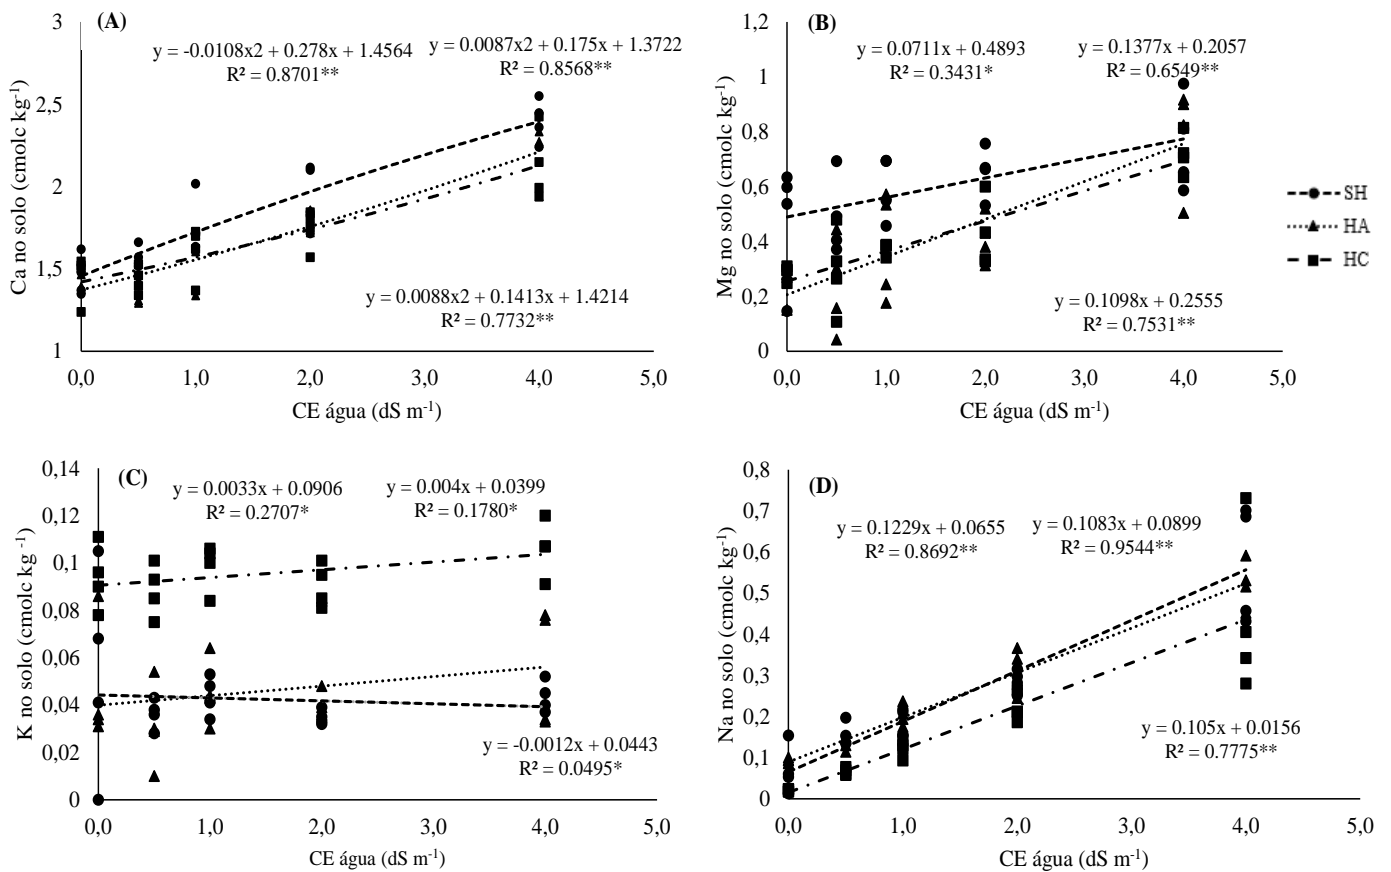 (A)
y = -0.0108x2 + 0.278x + 1.4564
R² = 0.8701**
y = 0.0087x2 + 0.175x + 1.3722
R² = 0.8568**
y = 0.0088x2 + 0.1413x + 1.4214
R² = 0.7732**
Ca no solo (cmolc kg-1)
3
2,5
2
1,5
1
0,0 1,0 2,0 3,0 4,0 5,0
CE água (dS m-1)
(B)
y = 0.0711x + 0.4893
R² = 0.3431*
y = 0.1377x + 0.2057
R² = 0.6549**
y = 0.1098x + 0.2555
R² = 0.7531**
Mg no solo (cmolc kg-1)
1,2
1
0,8
0,6
0,4
0,2
0
0,0 1,0 2,0 3,0 4,0 5,0
CE água (dS m-1)
SH
HA
HC
(C)
y = 0.0033x + 0.0906
R² = 0.2707*
y = 0.004x + 0.0399
R² = 0.1780*
y = -0.0012x + 0.0443
R² = 0.0495*
K no solo (cmolc kg -1)
0,14
0,12
0,1
0,08
0,06
0,04
0,02
0
0,0 1,0 2,0 3,0 4,0 5,0
CE água (dS m-1)
(D)
y = 0.1229x + 0.0655
R² = 0.8692**
y = 0.1083x + 0.0899
R² = 0.9544**
y = 0.105x + 0.0156
R² = 0.7775**
Na no solo (cmolc kg-1)
0,8
0,7
0,6
0,5
0,4
0,3
0,2
0,1
0
0,0 1,0 2,0 3,0 4,0 5,0
CE água (dS m-1)